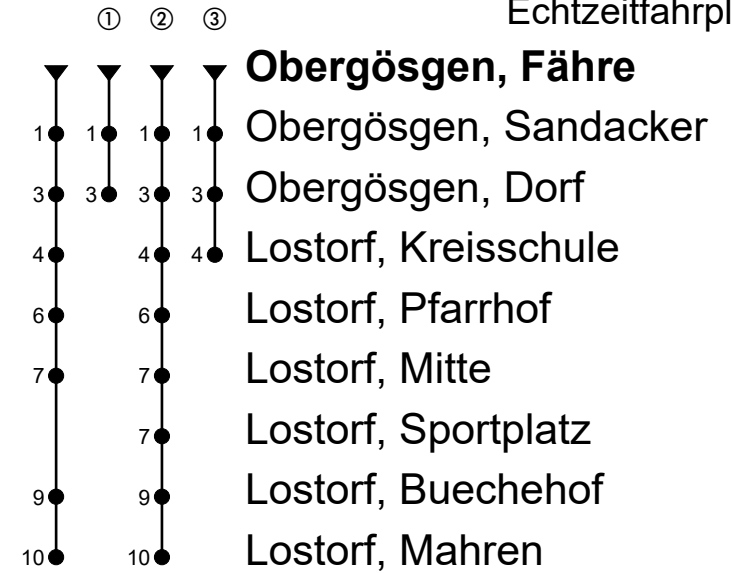 Echtzeitfahrpl
① ② ③
Obergösgen, Fähre
1 1 1 1 Obergösgen, Sandacker
3 3 3 3 Obergösgen, Dorf
4 4 4 Lostorf, Kreisschule
6 6 Lostorf, Pfarrhof
7 7 Lostorf, Mitte
7 Lostorf, Sportplatz
9 9 Lostorf, Buechehof
10 10 Lostorf, Mahren